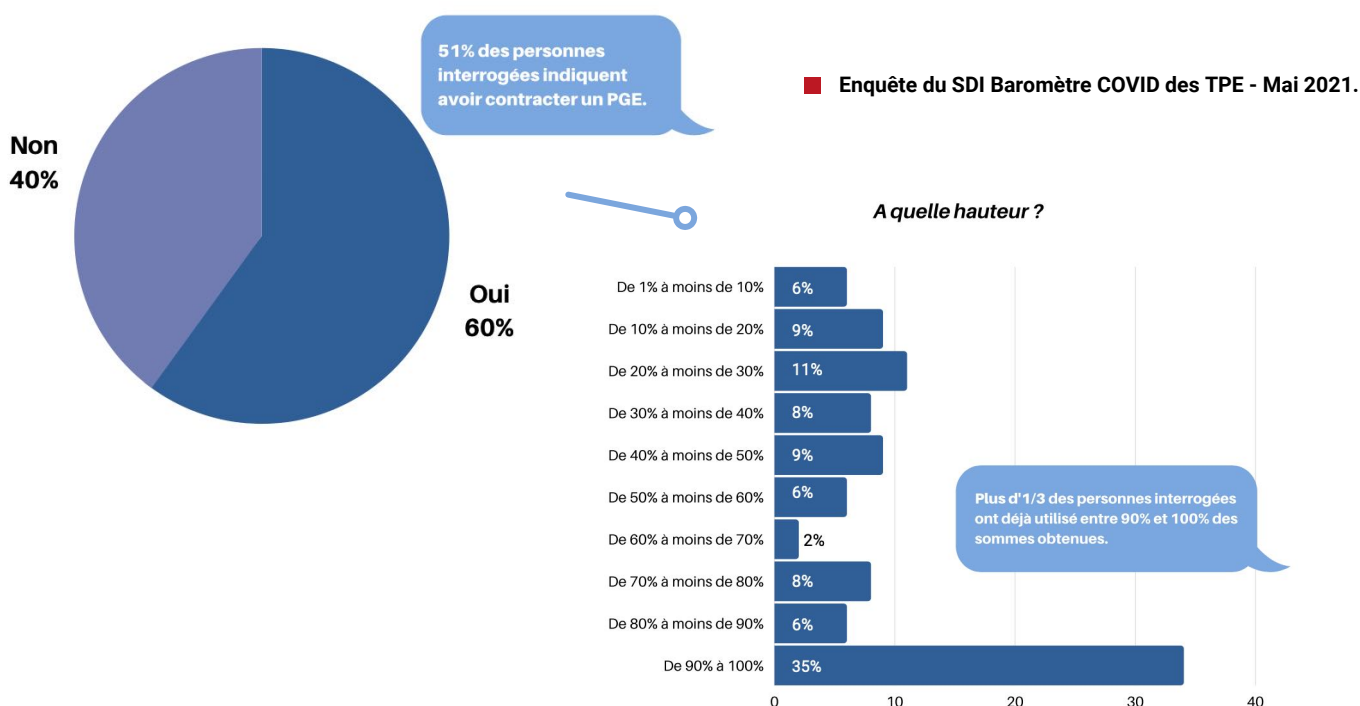 51% des personnes
interrogées indiquent
avoir contracter un PGE.
Enquête du SDI Baromètre COVID des TPE - Mai 2021.
Non
40%
Oui
60%
A quelle hauteur ?
De 1% à moins de 10% 6%
De 10% à moins de 20% 9%
De 20% à moins de 30% 11%
De 30% à moins de 40% 8%
De 40% à moins de 50% 9%
De 50% à moins de 60% 6%
De 60% à moins de 70% 2%
De 70% à moins de 80% 8%
De 80% à moins de 90% 6%
De 90% à 100% 35%
0 10 20 30 40
Plus d'1/3 des personnes interrogées
ont déjà utilisé entre 90% et 100% des
sommes obtenues.